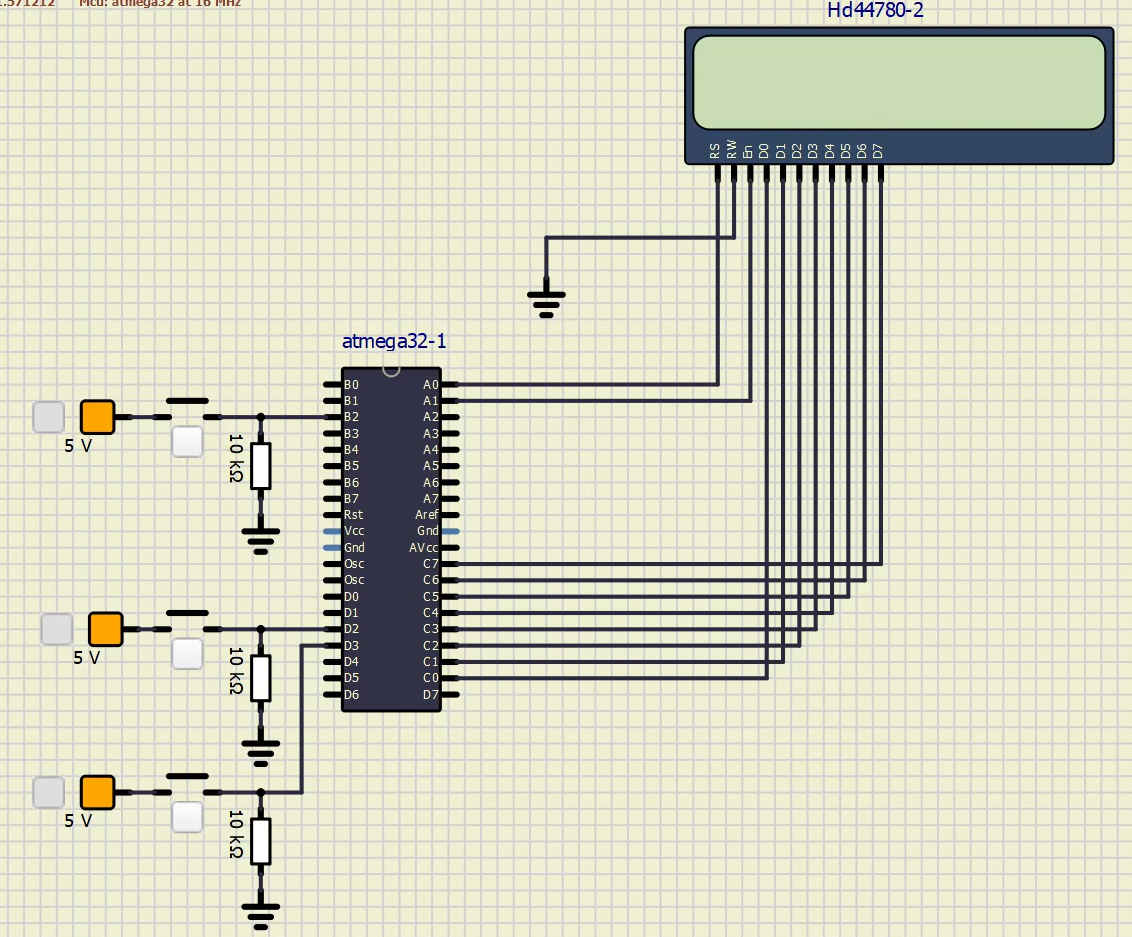 Mcu: atmega32 at 16 MHz
Hd44780-2
RS RW En D0 D1 D2 D3 D4 D5 D6 D7
atmega32-1
B0 A0
B1 A1
B2 A2
B3 A3
B4 A4
B5 A5
B6 A6
B7 A7
Rst Aref
Vcc Gnd
Gnd AVcc
Osc C7
Osc C6
D0 C5
D1 C4
D2 C3
D3 C2
D4 C1
D5 C0
D6 D7
5 V
10 kΩ
5 V
10 kΩ
5 V
10 kΩ